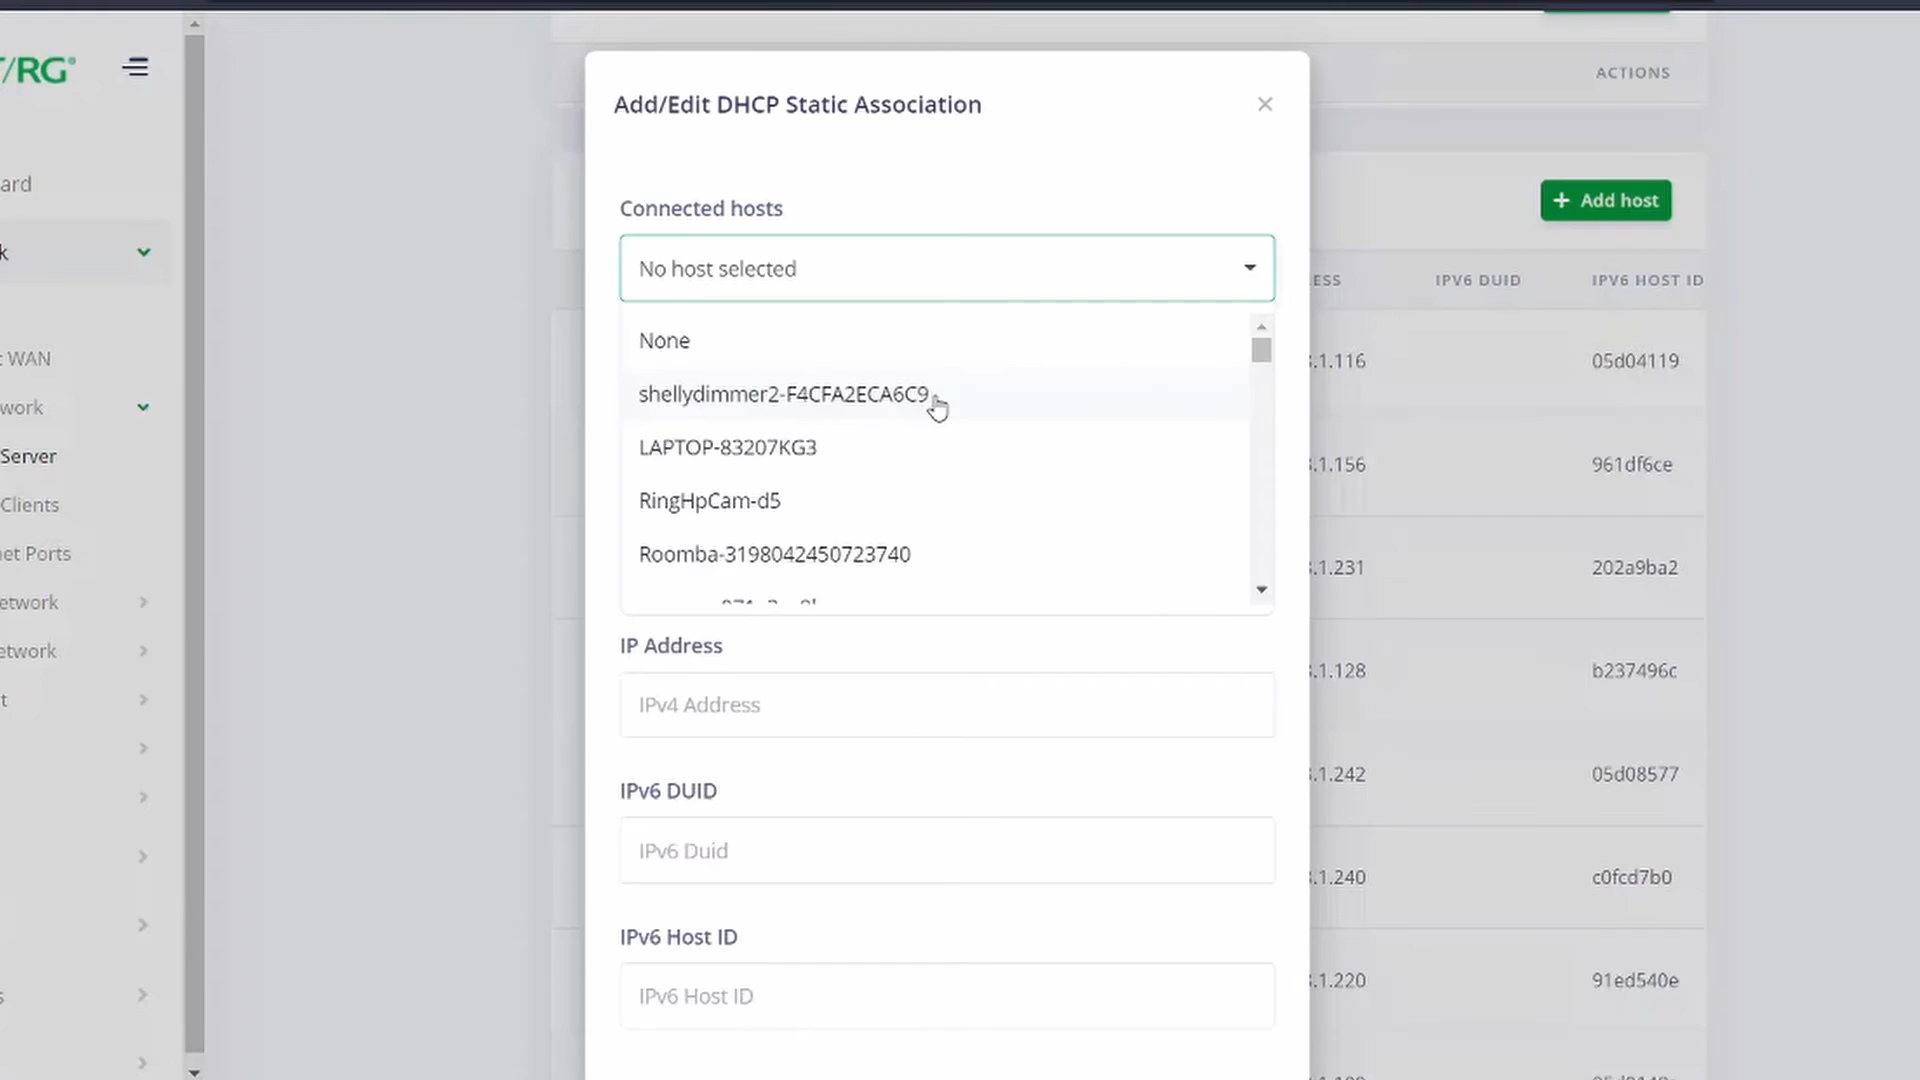 /RG
ACTIONS
Add/Edit DHCP Static Association
ard
Connected hosts
+ Add host
k
No host selected
ESS
IPV6 DUID
IPV6 HOST ID
None
WAN
.1.116
05d04119
shellydimmer2-F4CFA2ECA6C9
work
LAPTOP-83207KG3
Server
.1.156
961df6ce
Clients
RingHpCam-d5
net Ports
Roomba-3198042450723740
.1.231
202a9ba2
etwork
etwork
IP Address
.1.128
b237496c
t
IPv4 Address
.1.242
05d08577
IPv6 DUID
IPv6 Duid
.1.240
c0fcd7b0
IPv6 Host ID
.1.220
91ed540e
s
IPv6 Host ID